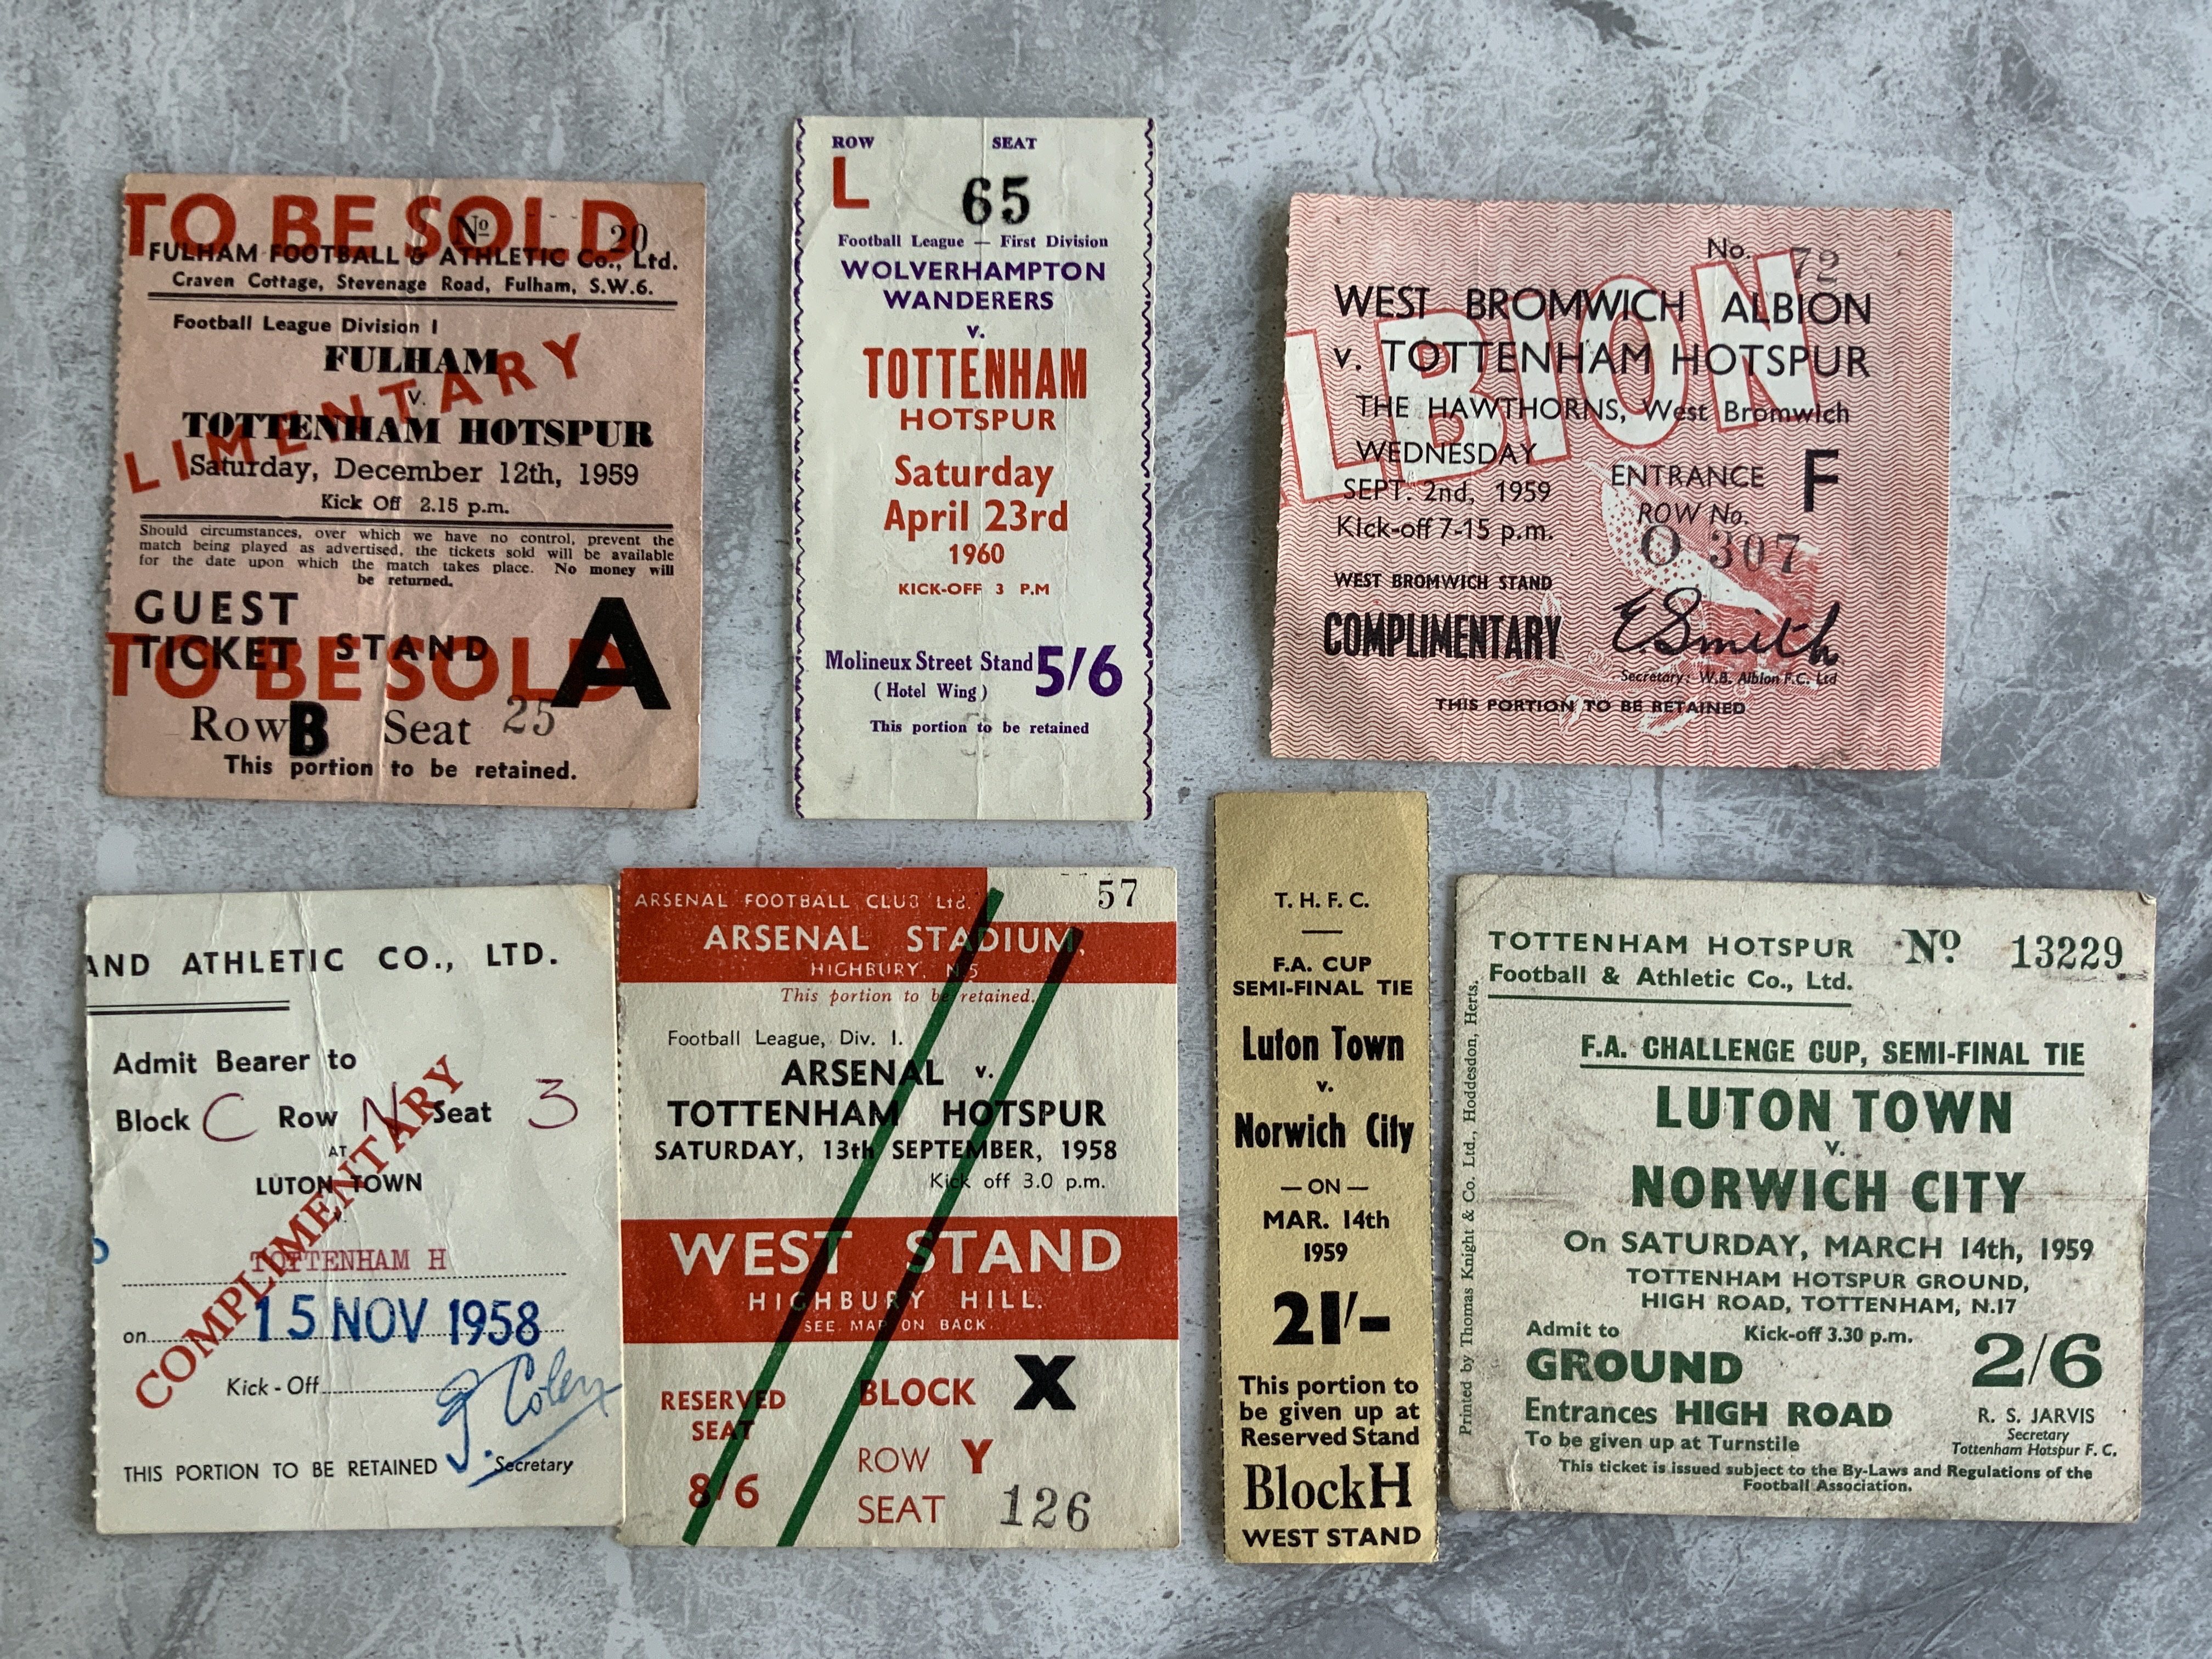 TO BE SOLD
No 20
FULHAM FOOTBALL & ATHLETIC Co., Ltd.
Craven Cottage, Stevenage Road, Fulham, S.W.6.
Football League Division I
FULHAM
v.
LIMENTARY
TOTTENHAM HOTSPUR
Saturday, December 12th, 1959
Kick Off 2.15 p.m.
Should circumstances, over which we have no control, prevent the
match being played as advertised, the tickets sold will be available
for the date upon which the match takes place. No money will
be returned.
GUEST
TICKET STAND A
TO BE SOLD
Row B Seat 25
This portion to be retained.
ROW SEAT
L 65
Football League — First Division
WOLVERHAMPTON
WANDERERS
v.
TOTTENHAM
HOTSPUR
Saturday
April 23rd
1960
KICK-OFF 3 P.M
Molineux Street Stand 5/6
(Hotel Wing)
This portion to be retained
No. 72
LBION
WEST BROMWICH ALBION
v. TOTTENHAM HOTSPUR
THE HAWTHORNS, West Bromwich
WEDNESDAY
SEPT. 2nd, 1959
Kick-off 7-15 p.m.
ENTRANCE F
ROW No.
O 307
WEST BROMWICH STAND
COMPLIMENTARY
E Smith
Secretary: W.B. Albion F.C. Ltd
THIS PORTION TO BE RETAINED
AND ATHLETIC CO., LTD.
Admit Bearer to
Block C Row N Seat 3
AT
LUTON TOWN
COMPLIMENTARY
TOTTENHAM H
on 15 NOV 1958
Kick-Off
THIS PORTION TO BE RETAINED Secretary
ARSENAL FOOTBALL CLUB Ltd. 57
ARSENAL STADIUM,
HIGHBURY, N.5
This portion to be retained.
Football League, Div. I.
ARSENAL v.
TOTTENHAM HOTSPUR
SATURDAY, 13th SEPTEMBER, 1958
Kick off 3.0 p.m.
WEST STAND
HIGHBURY HILL.
SEE MAP ON BACK
RESERVED
SEAT
8/6
BLOCK X
ROW Y
SEAT 126
T. H. F. C.
F.A. CUP
SEMI-FINAL TIE
Luton Town
v.
Norwich City
— ON —
MAR. 14th
1959
21/-
This portion to
be given up at
Reserved Stand
Block H
WEST STAND
TOTTENHAM HOTSPUR No 13229
Football & Athletic Co., Ltd.
F.A. CHALLENGE CUP, SEMI-FINAL TIE
LUTON TOWN
v.
NORWICH CITY
On SATURDAY, MARCH 14th, 1959
TOTTENHAM HOTSPUR GROUND,
HIGH ROAD, TOTTENHAM, N.17
Admit to Kick-off 3.30 p.m.
GROUND 2/6
Entrances HIGH ROAD
To be given up at Turnstile
R. S. JARVIS
Secretary
Tottenham Hotspur F. C.
This ticket is issued subject to the By-Laws and Regulations of the
Football Association.
Printed by Thomas Knight & Co. Ltd., Hoddesdon, Herts.